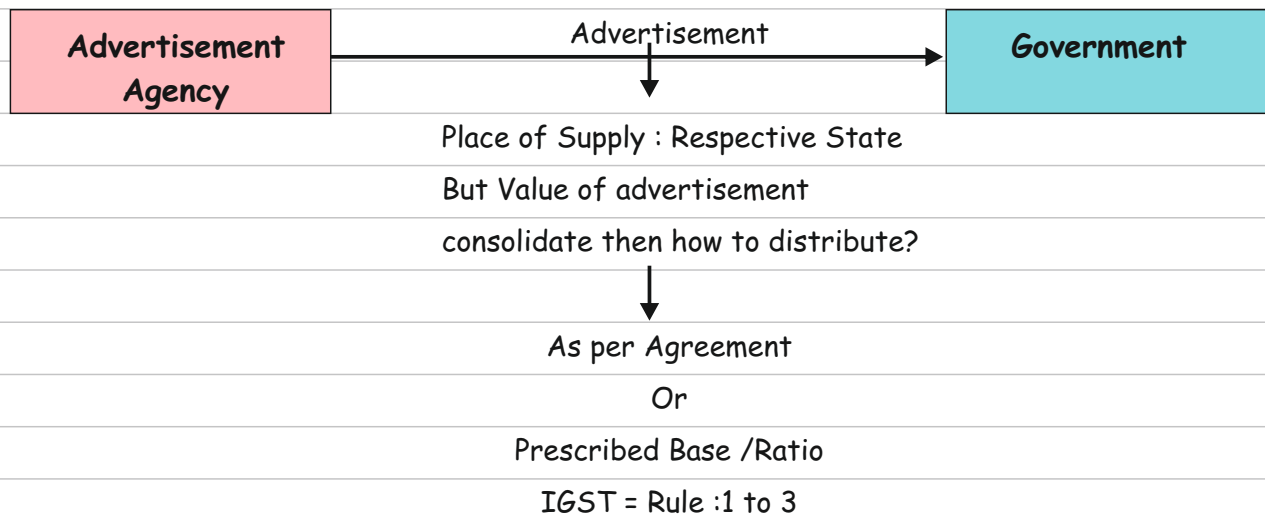 Advertisement
Agency
Advertisement
Government
Place of Supply : Respective State
But Value of advertisement
consolidate then how to distribute?
As per Agreement
Or
Prescribed Base /Ratio
IGST = Rule :1 to 3